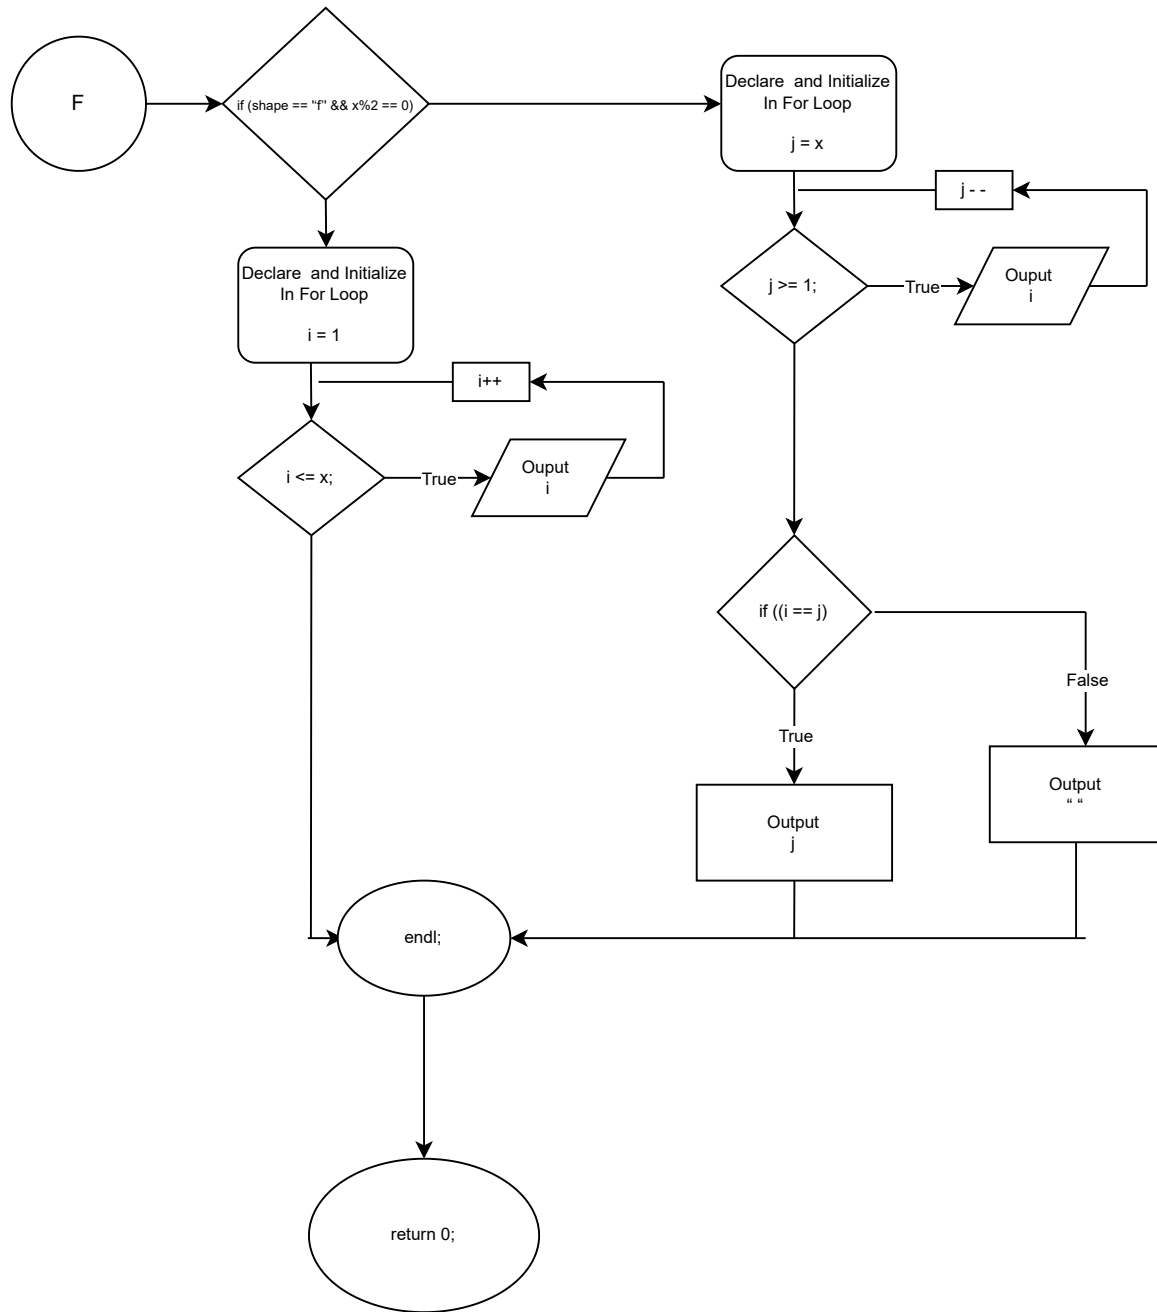 F
if (shape == "f" && x%2 == 0)
Declare and Initialize
In For Loop
j = x
j - -
j >= 1;
True
Ouput
i
Declare and Initialize
In For Loop
i = 1
i++
i <= x;
True
Ouput
i
if ((i == j)
False
True
Output
“ “
Output
j
endl;
return 0;